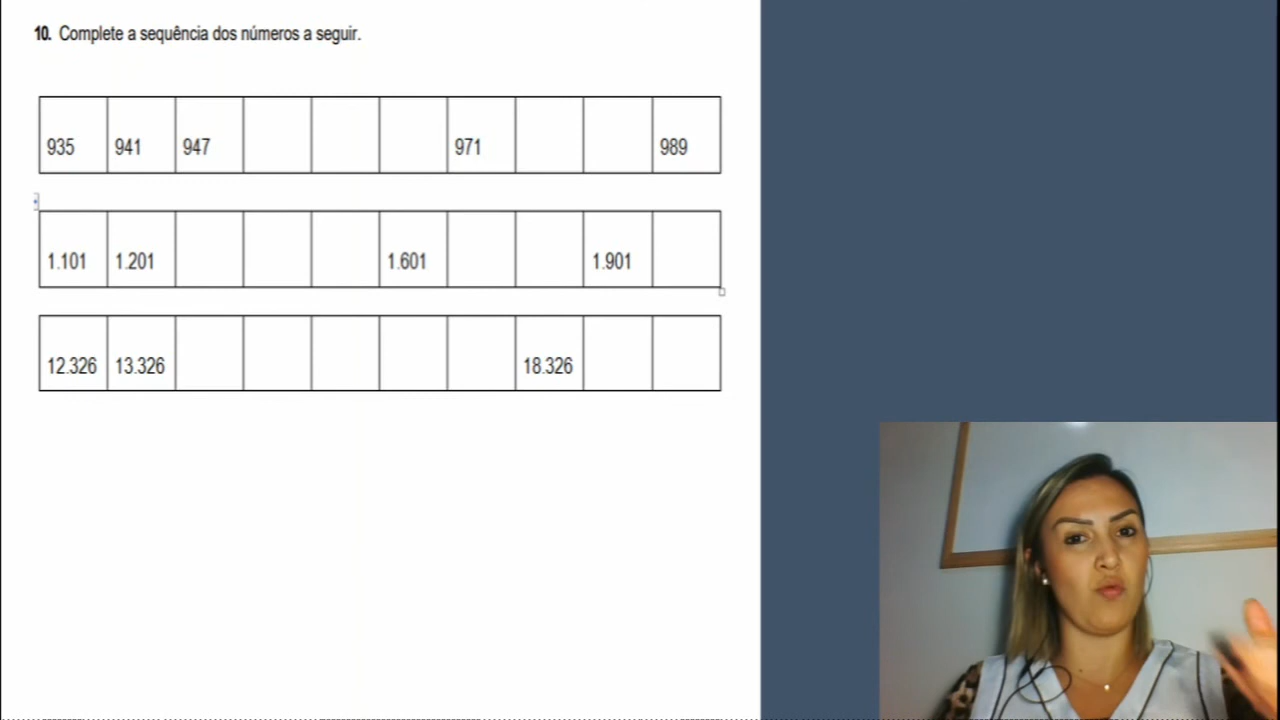 10. Complete a sequência dos números a seguir.
935 941 947 971 989
1.101 1.201 1.601 1.901
12.326 13.326 18.326